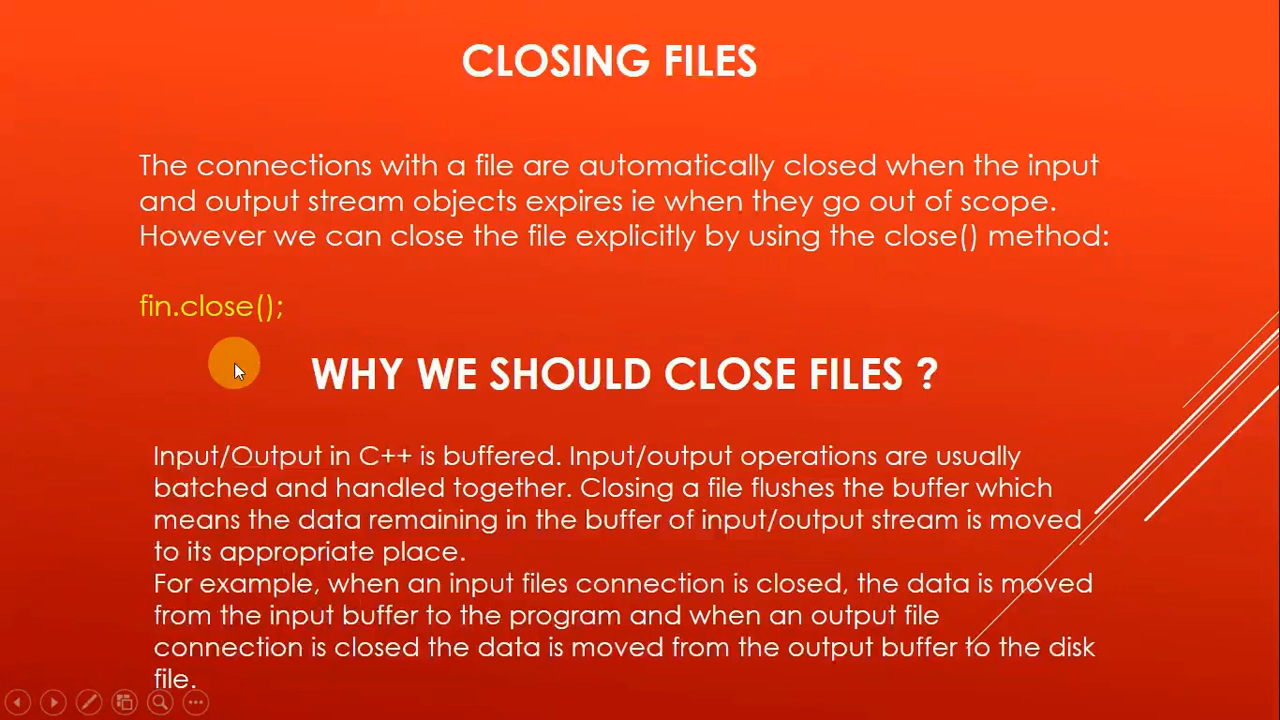 CLOSING FILES
The connections with a file are automatically closed when the input
and output stream objects expires ie when they go out of scope.
However we can close the file explicitly by using the close() method:
fin.close();
WHY WE SHOULD CLOSE FILES ?
Input/Output in C++ is buffered. Input/output operations are usually
batched and handled together. Closing a file flushes the buffer which
means the data remaining in the buffer of input/output stream is moved
to its appropriate place.
For example, when an input files connection is closed, the data is moved
from the input buffer to the program and when an output file
connection is closed the data is moved from the output buffer to the disk
file.